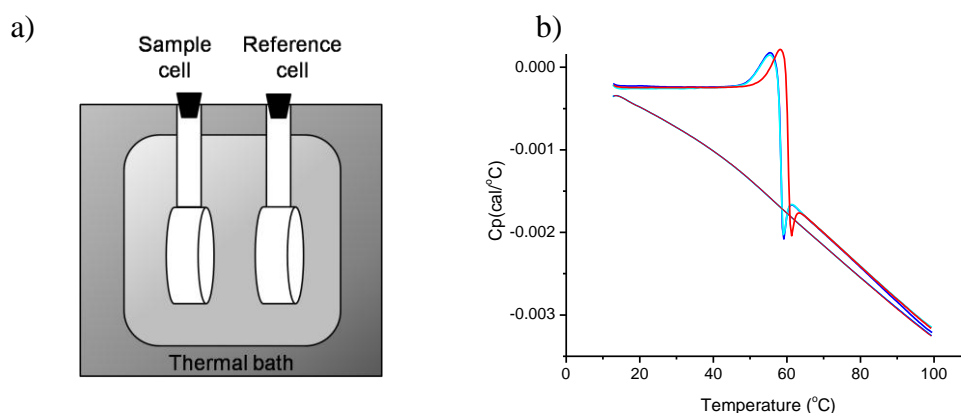 a)
Sample
cell
Reference
cell
Thermal bath
b)
Cp(cal/°C)
0.000
-0.001
-0.002
-0.003
0 20 40 60 80 100
Temperature (°C)